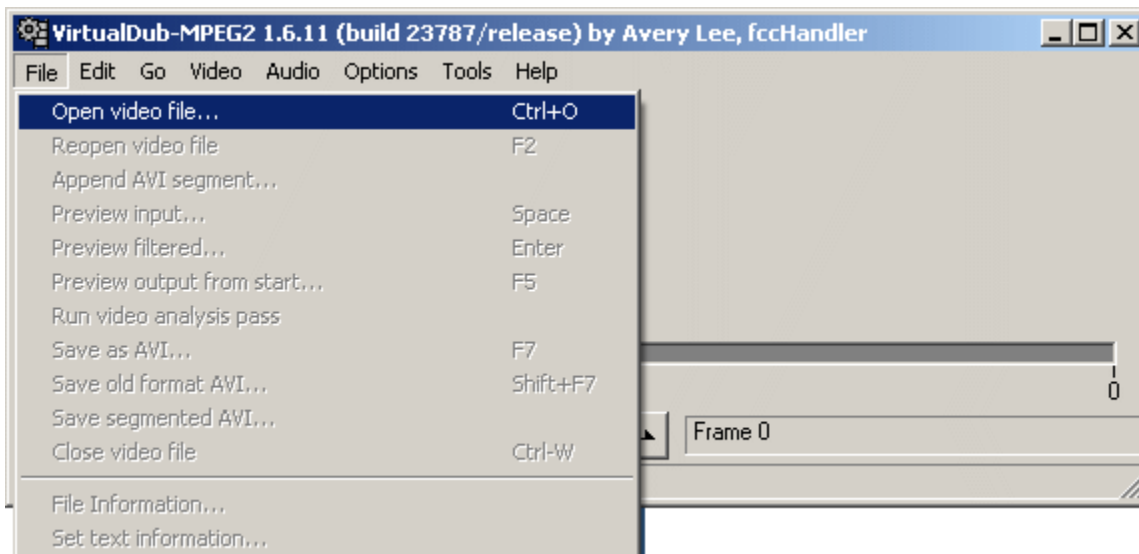 VirtualDub-MPEG2 1.6.11 (build 23787/release) by Avery Lee, fccHandler
File Edit Go Video Audio Options Tools Help
Open video file... Ctrl+O
Reopen video file F2
Append AVI segment...
Preview input... Space
Preview filtered... Enter
Preview output from start... F5
Run video analysis pass
Save as AVI... F7
Save old format AVI... Shift+F7
0
Save segmented AVI...
Frame 0
Close video file Ctrl-W
File Information...
Set text information...